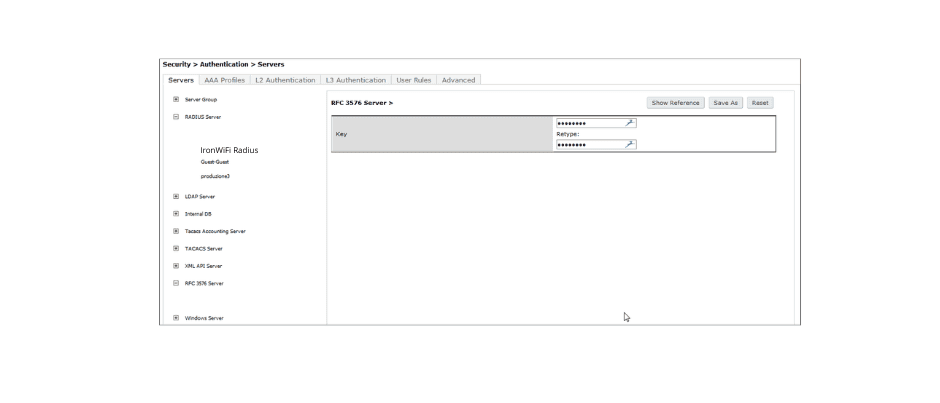 Security > Authentication > Servers
Servers AAA Profiles L2 Authentication L3 Authentication User Rules Advanced
Server Group
RADIUS Server
IronWiFi Radius
Guest-Guest
produzione3
LDAP Server
Internal DB
Tacacs Accounting Server
TACACS Server
XML API Server
RFC 3576 Server
Windows Server
RFC 3576 Server >
Show Reference Save As Reset
Key
••••••••
Retype:
••••••••